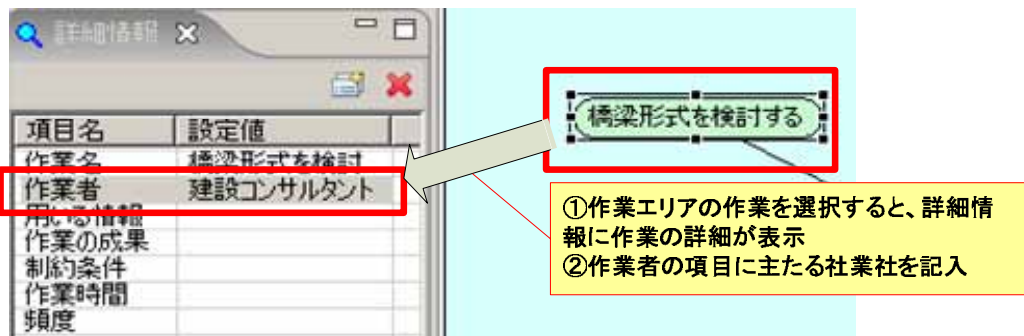 詳細情報
項目名 設定値
作業名 橋梁形式を検討
作業者 建設コンサルタント
用いる情報
作業の成果
制約条件
作業時間
頻度
橋梁形式を検討する
①作業エリアの作業を選択すると、詳細情
報に作業の詳細が表示
②作業者の項目に主たる社業社を記入